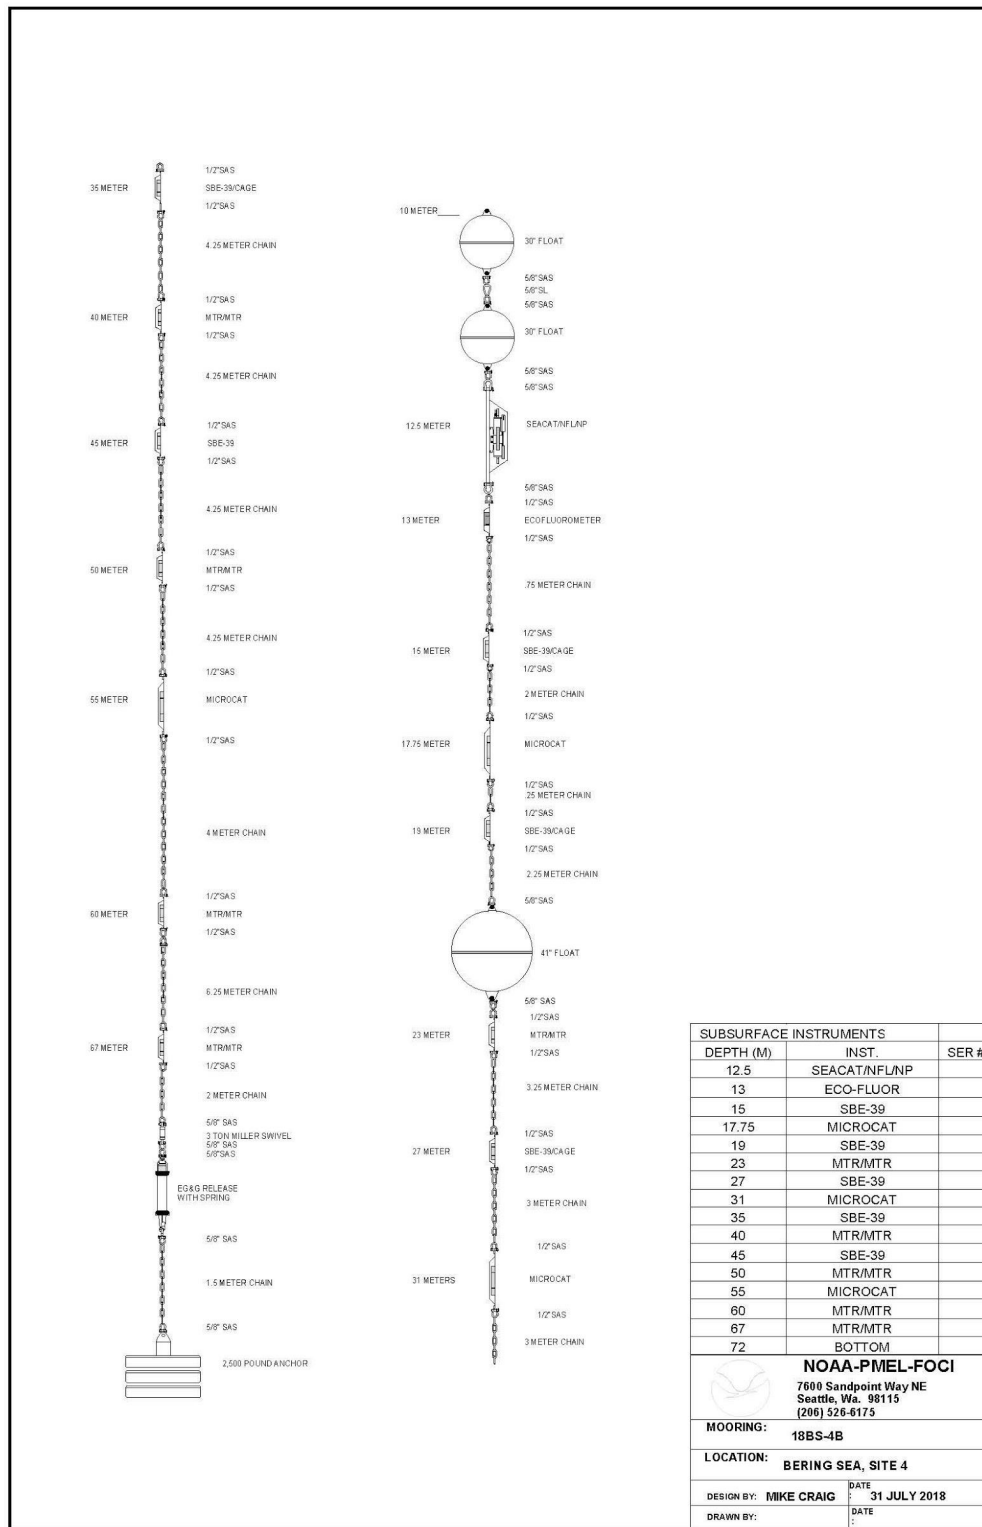 35 METER
1/2"SAS
SBE-39/CAGE
1/2"SAS
4.25 METER CHAIN
1/2"SAS
40 METER
MTR/MTR
1/2"SAS
4.25 METER CHAIN
1/2"SAS
45 METER
SBE-39
1/2"SAS
4.25 METER CHAIN
1/2"SAS
50 METER
MTR/MTR
1/2"SAS
4.25 METER CHAIN
1/2"SAS
55 METER
MICROCAT
1/2"SAS
4 METER CHAIN
1/2"SAS
60 METER
MTR/MTR
1/2"SAS
6.25 METER CHAIN
1/2"SAS
67 METER
MTR/MTR
1/2"SAS
2 METER CHAIN
5/8" SAS
3 TON MILLER SWIVEL
5/8" SAS
5/8"SAS
EG&G RELEASE
WITH SPRING
5/8" SAS
1.5 METER CHAIN
5/8" SAS
2,500 POUND ANCHOR
10 METER
30" FLOAT
5/8"SAS
5/8"SL
5/8"SAS
30" FLOAT
5/8"SAS
5/8"SAS
12.5 METER
SEACAT/NFL/NP
5/8"SAS
1/2"SAS
13 METER
ECOFLUOROMETER
1/2"SAS
.75 METER CHAIN
1/2"SAS
15 METER
SBE-39/CAGE
1/2"SAS
2 METER CHAIN
1/2"SAS
17.75 METER
MICROCAT
1/2"SAS
.25 METER CHAIN
1/2"SAS
19 METER
SBE-39/CAGE
1/2"SAS
2.25 METER CHAIN
5/8"SAS
41" FLOAT
5/8" SAS
1/2"SAS
23 METER
MTR/MTR
1/2"SAS
3.25 METER CHAIN
1/2"SAS
27 METER
SBE-39/CAGE
1/2"SAS
3 METER CHAIN
1/2"SAS
31 METERS
MICROCAT
1/2"SAS
3 METER CHAIN
SUBSURFACE INSTRUMENTS
DEPTH (M) INST. SER #
12.5 SEACAT/NFL/NP
13 ECO-FLUOR
15 SBE-39
17.75 MICROCAT
19 SBE-39
23 MTR/MTR
27 SBE-39
31 MICROCAT
35 SBE-39
40 MTR/MTR
45 SBE-39
50 MTR/MTR
55 MICROCAT
60 MTR/MTR
67 MTR/MTR
72 BOTTOM
NOAA-PMEL-FOCI
7600 Sandpoint Way NE
Seattle, Wa. 98115
(206) 526-6175
MOORING: 18BS-4B
LOCATION: BERING SEA, SITE 4
DESIGN BY: MIKE CRAIG DATE : 31 JULY 2018
DRAWN BY: DATE :